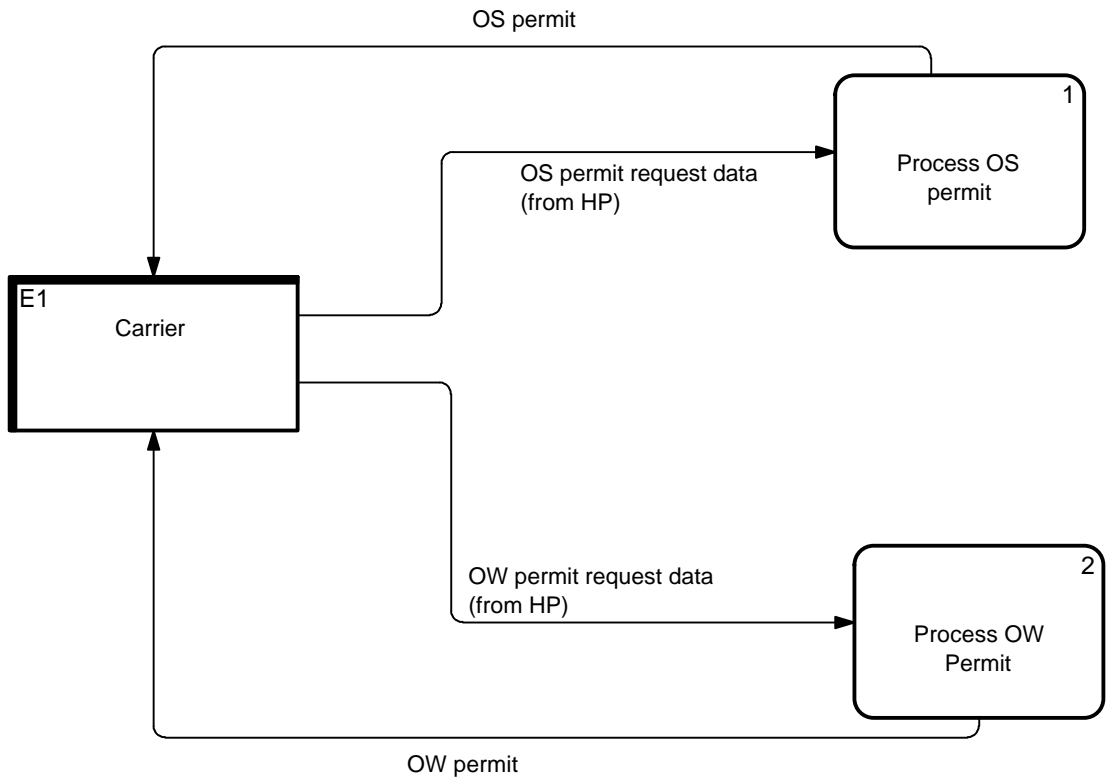 OS permit
1
Process OS
permit
OS permit request data
(from HP)
E1
Carrier
OW permit request data
(from HP)
2
Process OW
Permit
OW permit